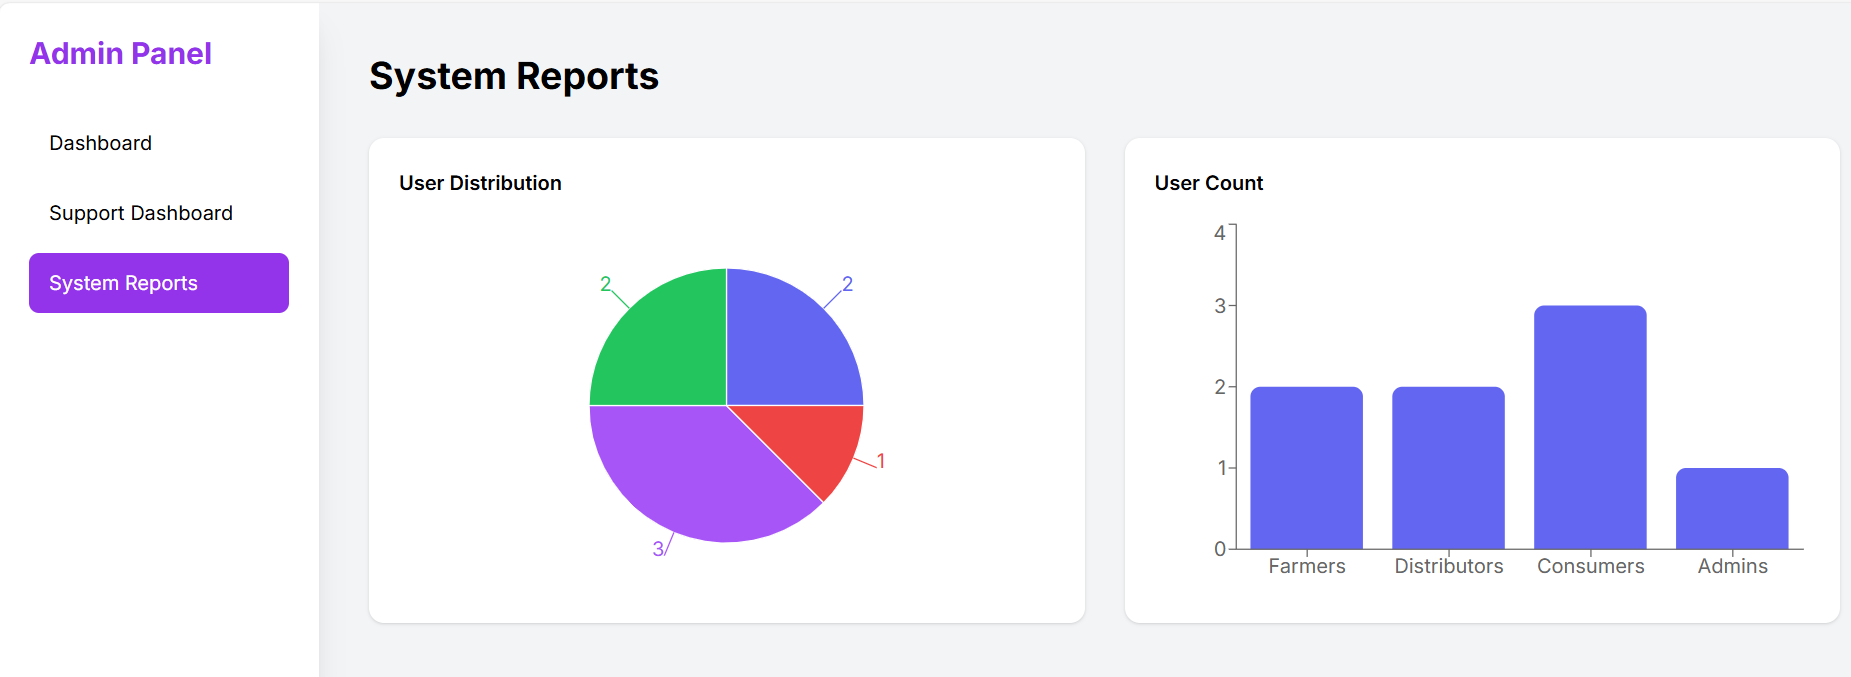 Admin Panel
Dashboard
Support Dashboard
System Reports
System Reports
User Distribution
2
2
1
3
User Count
4
3
2
1
0
Farmers
Distributors
Consumers
Admins